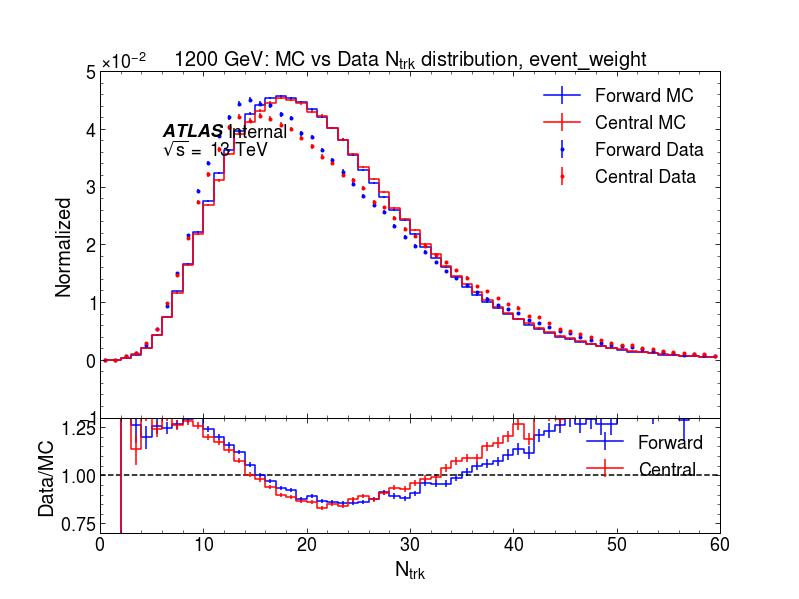 ×10⁻² 1200 GeV: MC vs Data N_trk distribution, event_weight
5
4
3
2
1
0
1
Normalized
ATLAS Internal
√s = 13 TeV
Forward MC
Central MC
Forward Data
Central Data
1.25
1.00
0.75
Data/MC
Forward
Central
0 10 20 30 40 50 60
N_trk